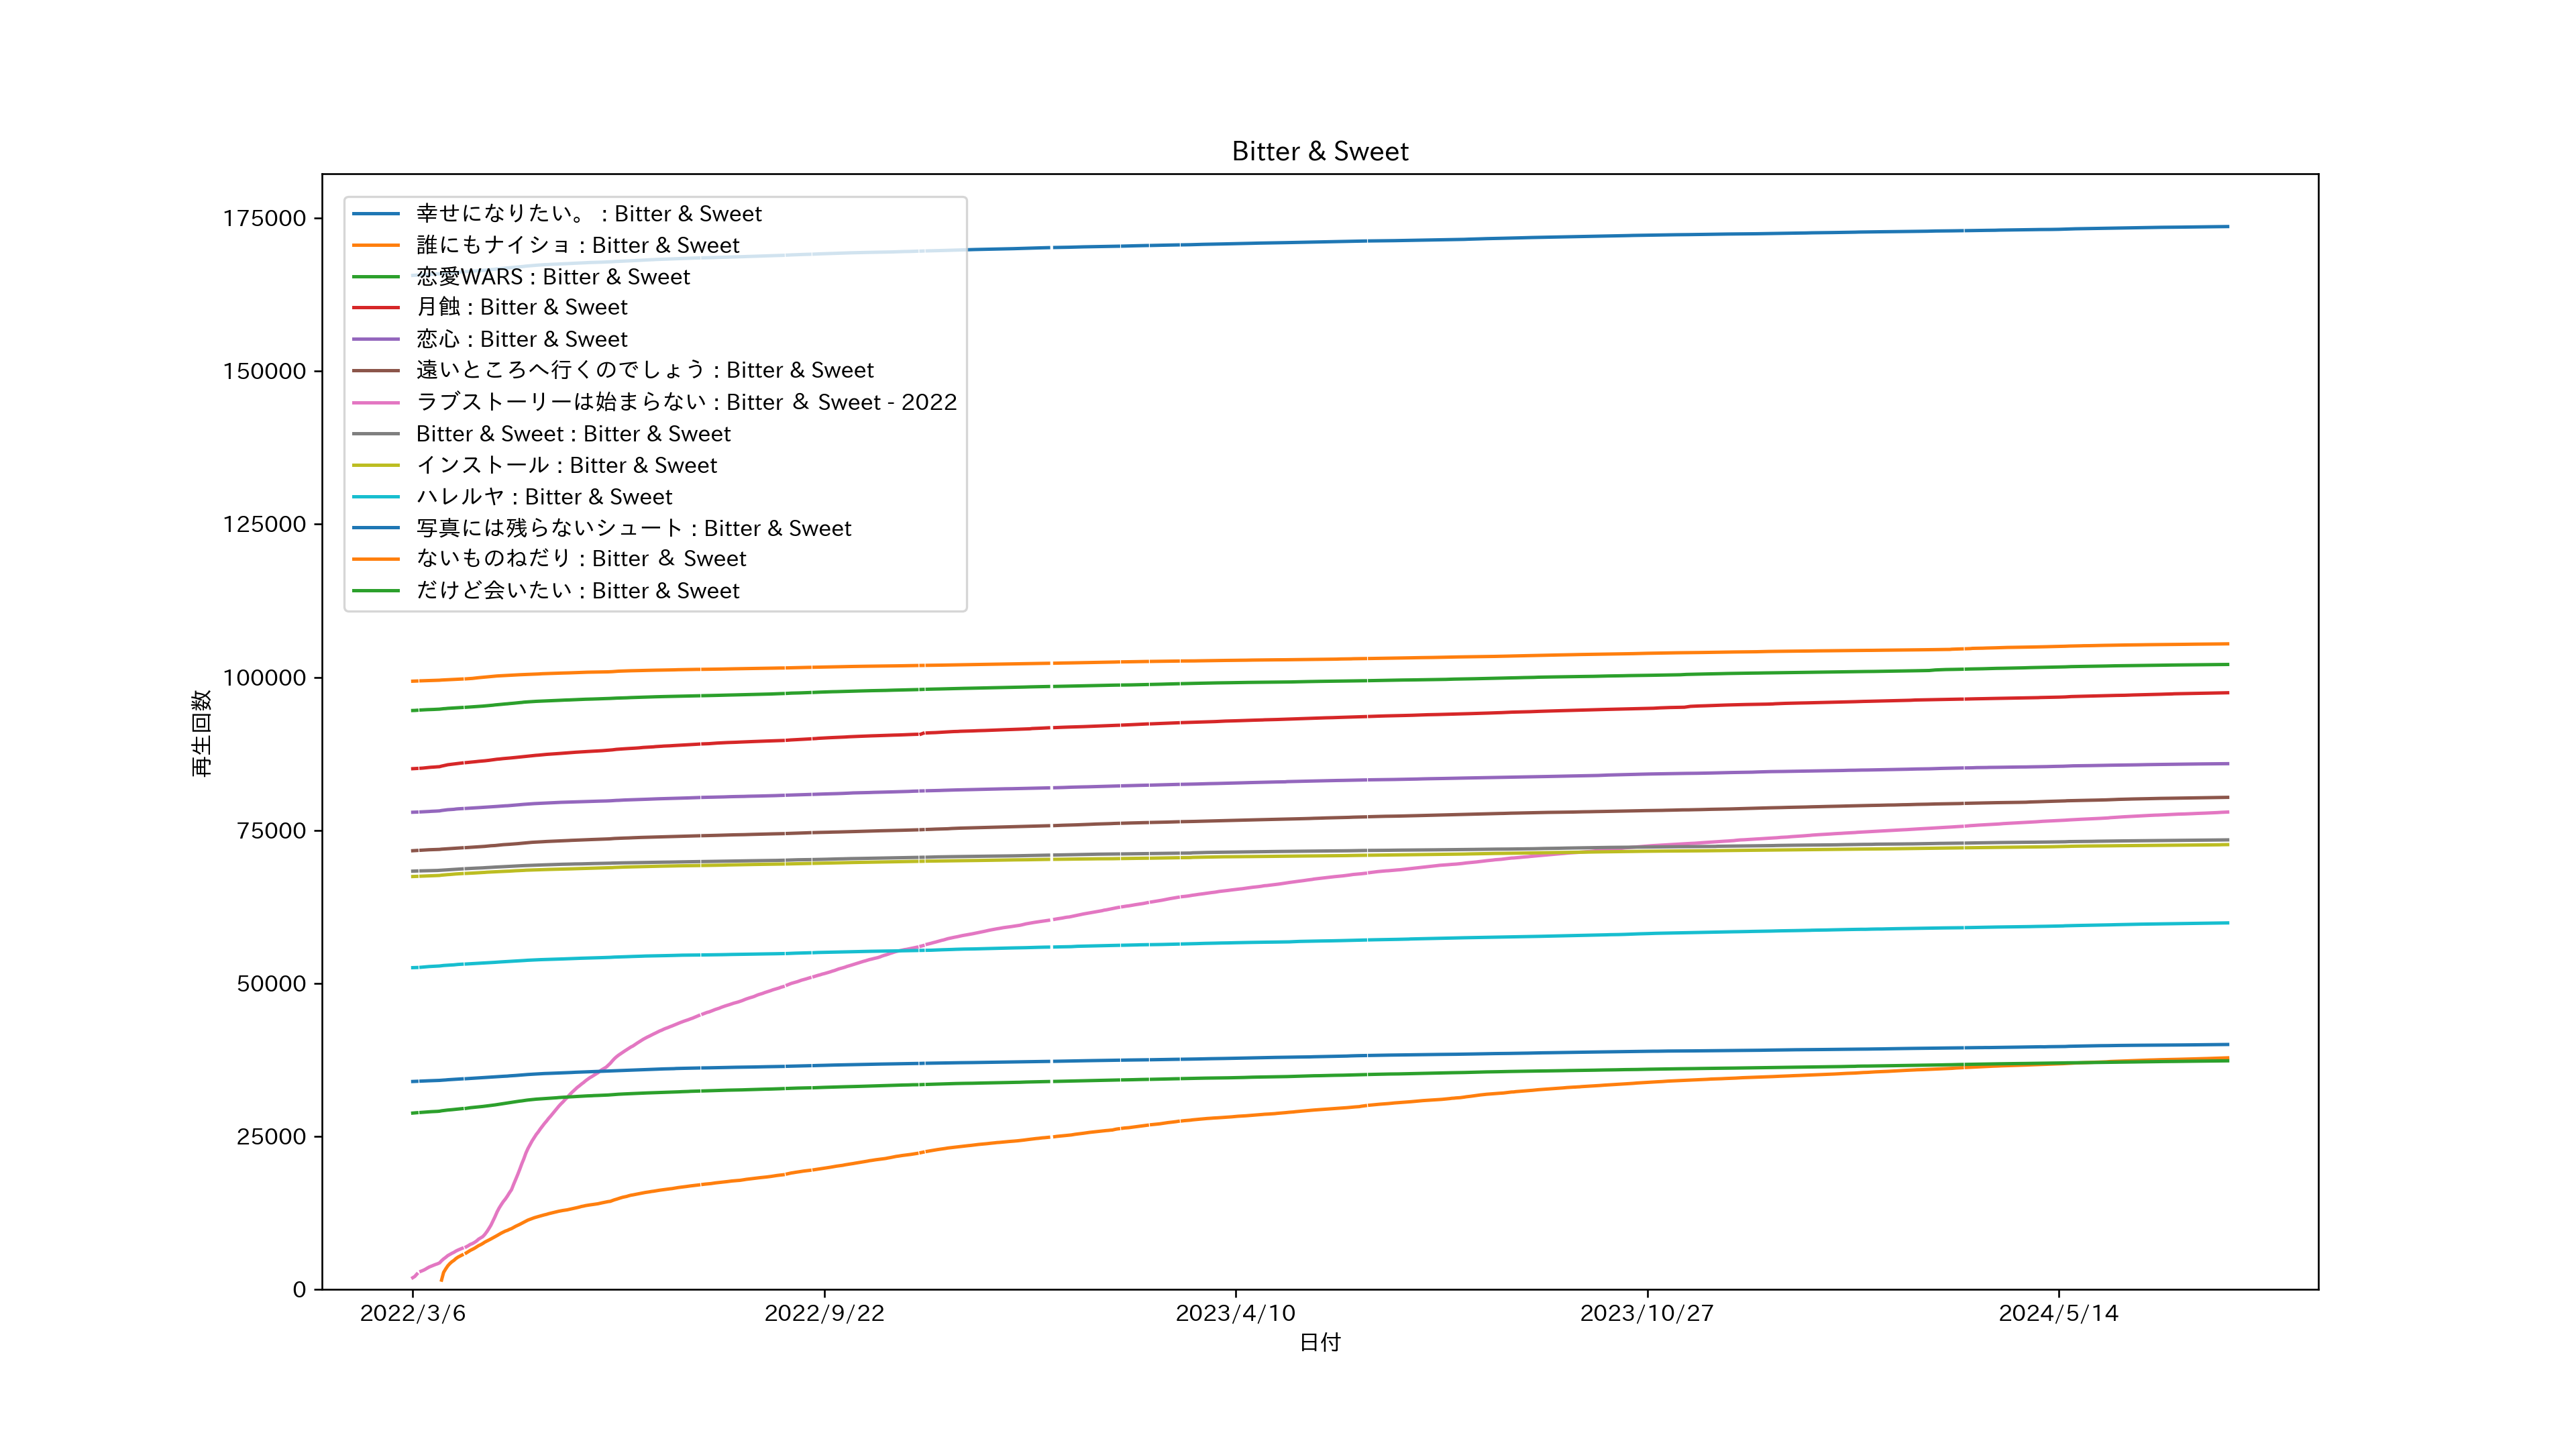 Bitter & Sweet
幸せになりたい。 : Bitter & Sweet
誰にもナイショ : Bitter & Sweet
恋愛WARS : Bitter & Sweet
月蝕 : Bitter & Sweet
恋心 : Bitter & Sweet
遠いところへ行くのでしょう : Bitter & Sweet
ラブストーリーは始まらない : Bitter ＆ Sweet - 2022
Bitter & Sweet : Bitter & Sweet
インストール : Bitter & Sweet
ハレルヤ : Bitter & Sweet
写真には残らないシュート : Bitter & Sweet
ないものねだり : Bitter ＆ Sweet
だけど会いたい : Bitter & Sweet
175000
150000
125000
100000
75000
50000
25000
0
再生回数
2022/3/6
2022/9/22
2023/4/10
2023/10/27
2024/5/14
日付